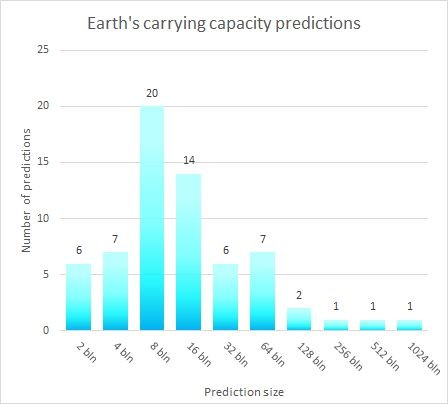 Earth's carrying capacity predictions
Number of predictions
25
20
15
10
5
0
6
7
20
14
6
7
2
1
1
1
2 bln
4 bln
8 bln
16 bln
32 bln
64 bln
128 bln
256 bln
512 bln
1024 bln
Prediction size